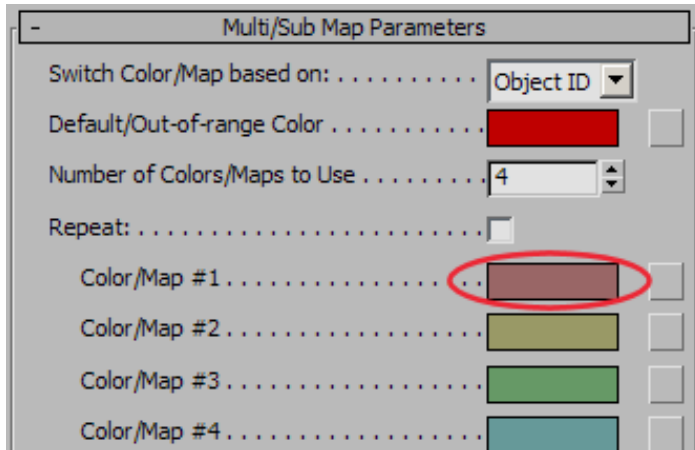 - Multi/Sub Map Parameters
Switch Color/Map based on: . . . . . . . . . . Object ID
Default/Out-of-range Color . . . . . . . . . . .
Number of Colors/Maps to Use . . . . . . . . . 4
Repeat: . . . . . . . . . . . . . . . . . . . . . . . . .
Color/Map #1 . . . . . . . . . . . . . . . . . .
Color/Map #2 . . . . . . . . . . . . . . . . . .
Color/Map #3 . . . . . . . . . . . . . . . . . .
Color/Map #4 . . . . . . . . . . . . . . . . . .